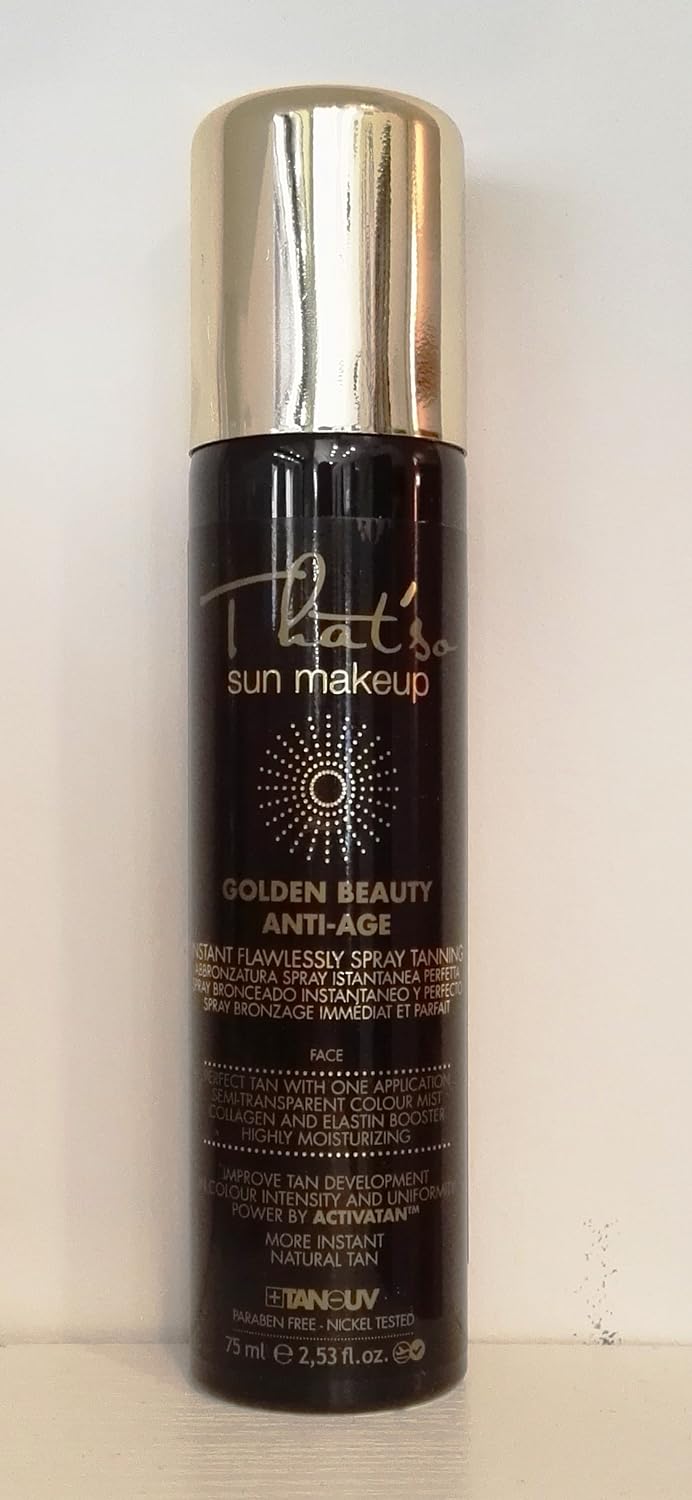 That'so
sun makeup
GOLDEN BEAUTY
ANTI-AGE
INSTANT FLAWLESSLY SPRAY TANNING
ABBRONZATURA SPRAY ISTANTANEA PERFETTA
SPRAY BRONCEADO INSTANTANEO Y PERFECTO
SPRAY BRONZAGE IMMÉDIAT ET PARFAIT
FACE
PERFECT TAN WITH ONE APPLICATION
SEMI-TRANSPARENT COLOUR MIST
COLLAGEN AND ELASTIN BOOSTER
HIGHLY MOISTURIZING
IMPROVE TAN DEVELOPMENT
IN COLOUR INTENSITY AND UNIFORMITY
POWER BY ACTIVATAN™
MORE INSTANT
NATURAL TAN
+TAN-UV
PARABEN FREE - NICKEL TESTED
75 ml ℮ 2,53 fl.oz.